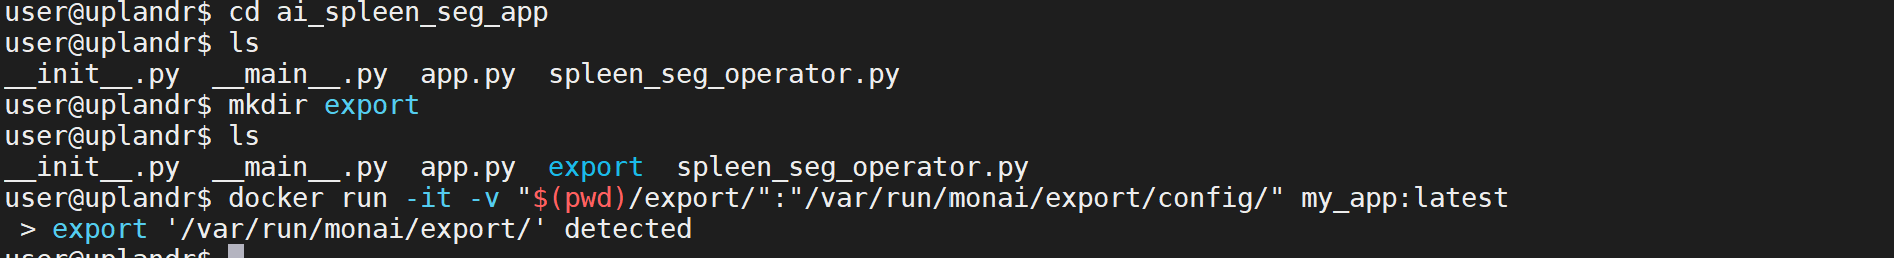 user@uplandr$ cd ai_spleen_seg_app
user@uplandr$ ls
__init__.py  __main__.py  app.py  spleen_seg_operator.py
user@uplandr$ mkdir export
user@uplandr$ ls
__init__.py  __main__.py  app.py  export  spleen_seg_operator.py
user@uplandr$ docker run -it -v "$(pwd)/export/":"/var/run/monai/export/config/" my_app:latest
 > export '/var/run/monai/export/' detected
user@uplandr$